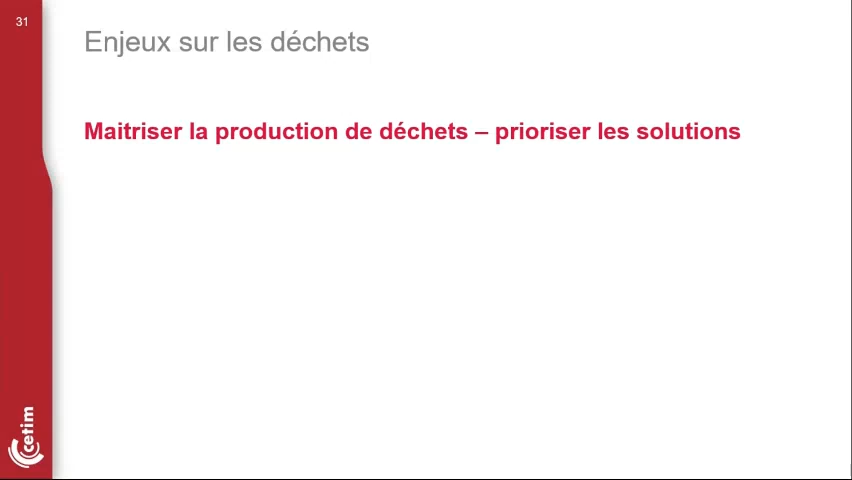 31
Enjeux sur les déchets
Maitriser la production de déchets – prioriser les solutions
cetim